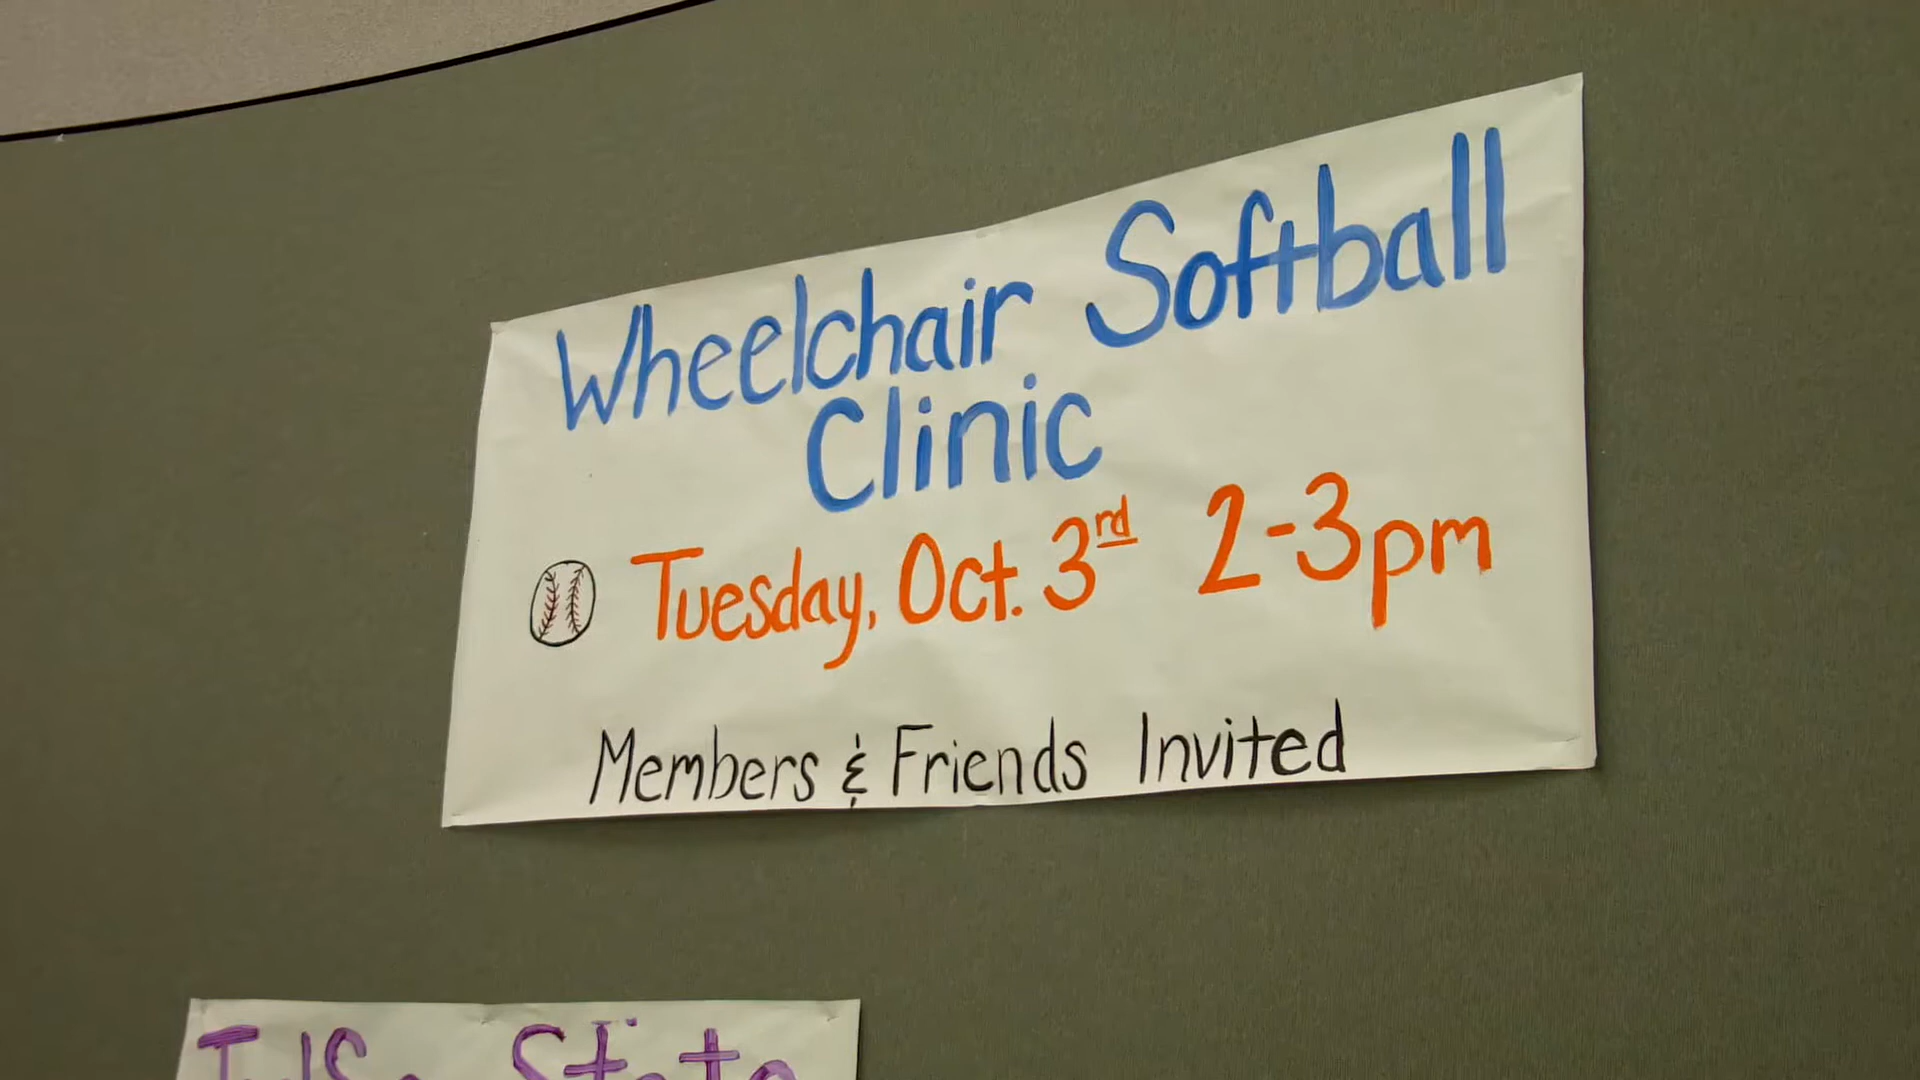 Wheelchair Softball
Clinic
Tuesday, Oct. 3rd 2-3pm
Members & Friends Invited